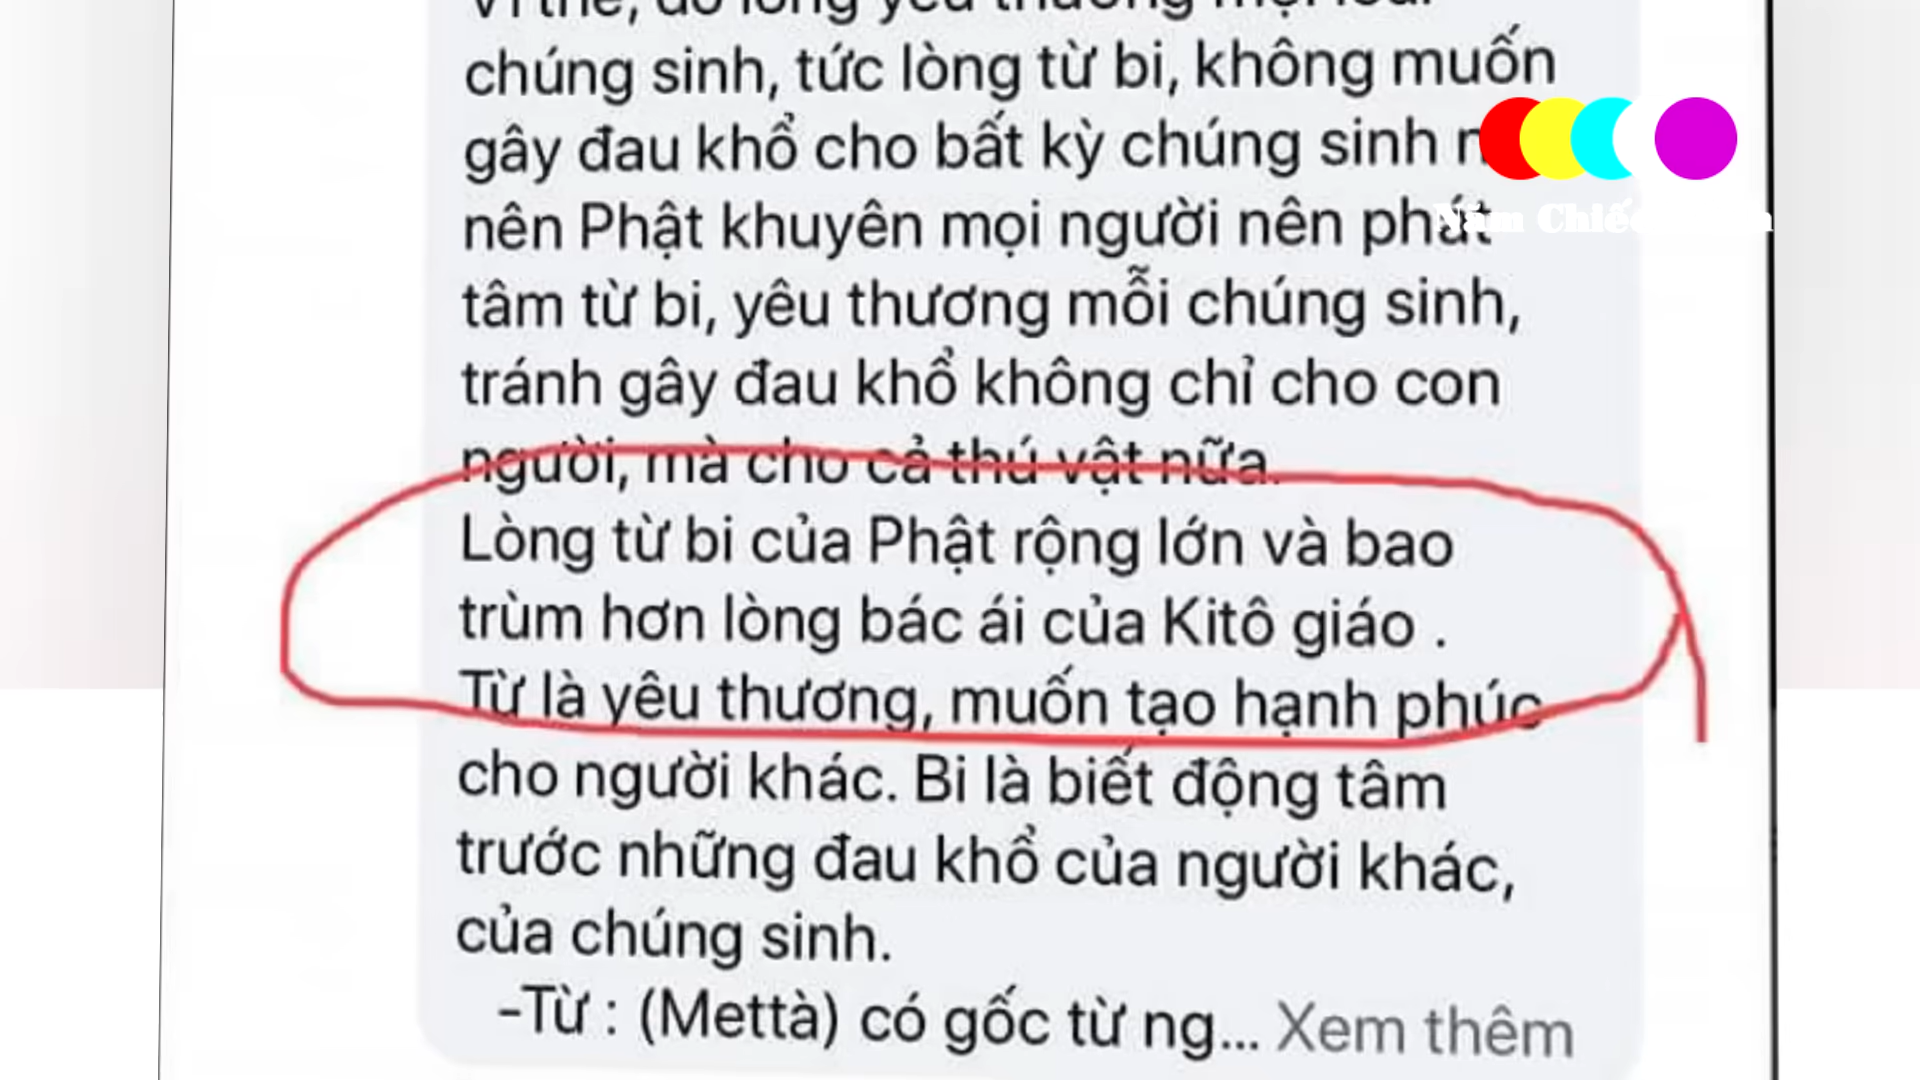 chúng sinh, tức lòng từ bi, không muốn
gây đau khổ cho bất kỳ chúng sinh
nên Phật khuyên mọi người nên phát
tâm từ bi, yêu thương mỗi chúng sinh,
tránh gây đau khổ không chỉ cho con
người, mà cho cả thú vật nữa.
Lòng từ bi của Phật rộng lớn và bao
trùm hơn lòng bác ái của Kitô giáo .
Từ là yêu thương, muốn tạo hạnh phúc
cho người khác. Bi là biết động tâm
trước những đau khổ của người khác,
của chúng sinh.
-Từ : (Mettà) có gốc từ ng... Xem thêm